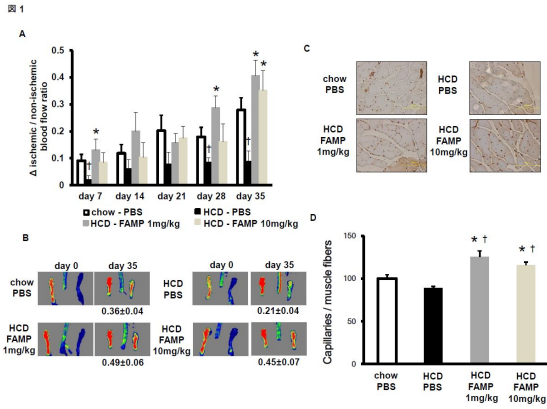 図 1
A
Δ ischemic / non-ischemic
blood flow ratio
0.5
0.4
0.3
0.2
0.1
0
*
†
*
†
*
*
†
day 7
day 14
day 21
day 28
day 35
chow - PBS
HCD - PBS
HCD - FAMP 1mg/kg
HCD - FAMP 10mg/kg
B
day 0
day 35
day 0
day 35
chow
PBS
HCD
PBS
0.36±0.04
0.21±0.04
HCD
FAMP
1mg/kg
HCD
FAMP
10mg/kg
0.49±0.06
0.45±0.07
C
chow
PBS
HCD
PBS
HCD
FAMP
1mg/kg
HCD
FAMP
10mg/kg
D
Capillaries / muscle fibers
150
100
50
0
* †
* †
chow
PBS
HCD
PBS
HCD
FAMP
1mg/kg
HCD
FAMP
10mg/kg